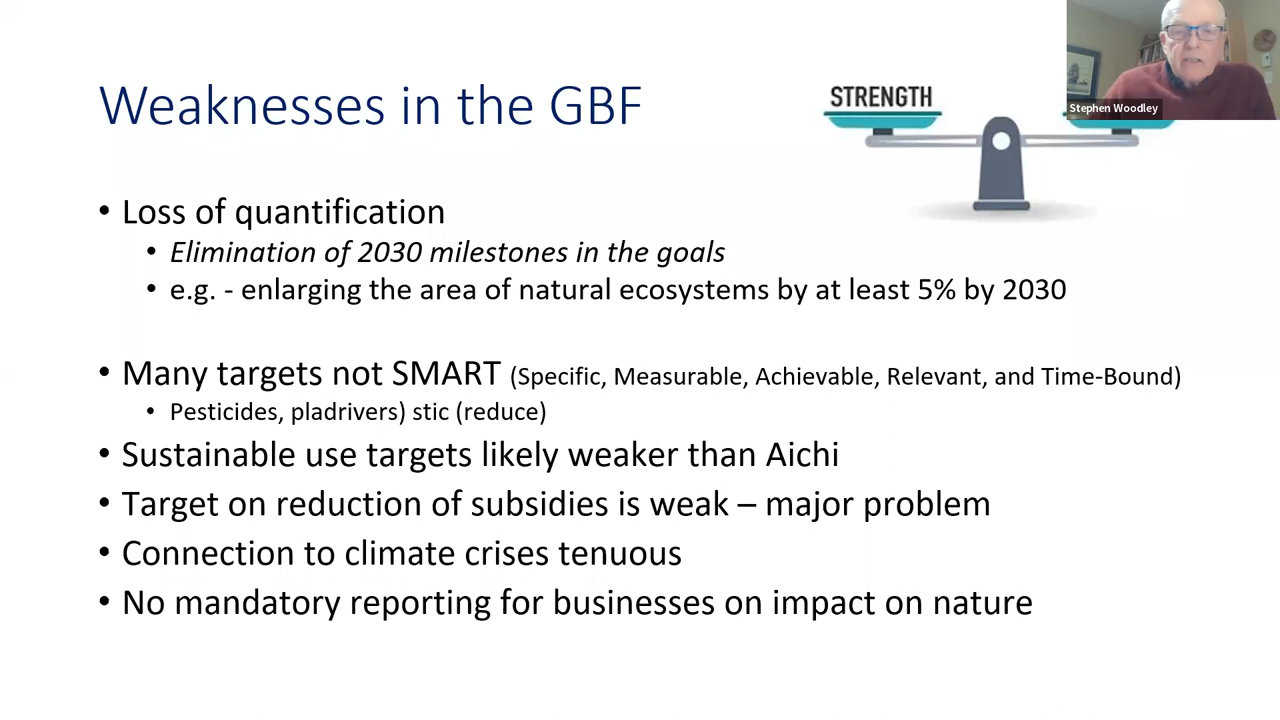 Weaknesses in the GBF
STRENGTH
Stephen Woodley
• Loss of quantification
• Elimination of 2030 milestones in the goals
• e.g. - enlarging the area of natural ecosystems by at least 5% by 2030
• Many targets not SMART (Specific, Measurable, Achievable, Relevant, and Time-Bound)
• Pesticides, pladrivers) stic (reduce)
• Sustainable use targets likely weaker than Aichi
• Target on reduction of subsidies is weak – major problem
• Connection to climate crises tenuous
• No mandatory reporting for businesses on impact on nature